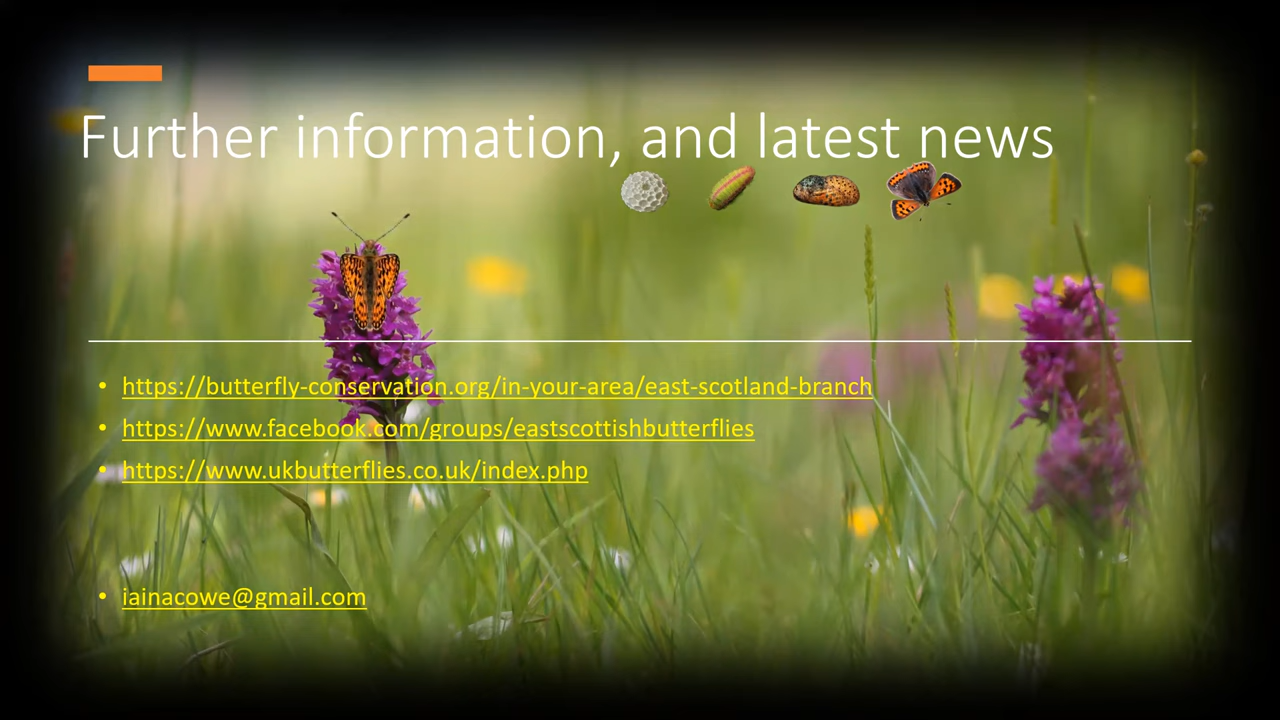 Further information, and latest news
• https://butterfly-conservation.org/in-your-area/east-scotland-branch
• https://www.facebook.com/groups/eastscottishbutterflies
• https://www.ukbutterflies.co.uk/index.php
• iainacowe@gmail.com